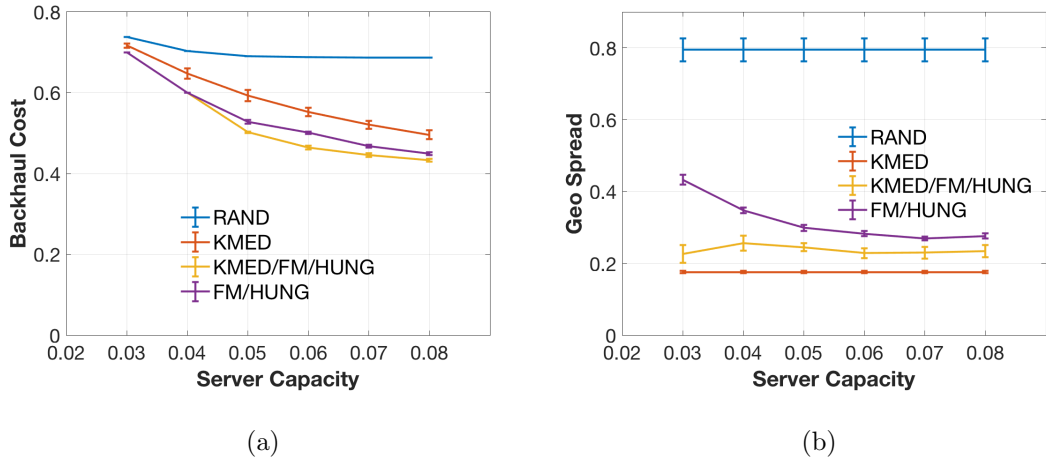 0.8
0.6
0.4
0.2
0
0.02 0.03 0.04 0.05 0.06 0.07 0.08
Backhaul Cost
Server Capacity
RAND
KMED
KMED/FM/HUNG
FM/HUNG
(a)
0.8
0.6
0.4
0.2
0
0.02 0.03 0.04 0.05 0.06 0.07 0.08
Geo Spread
Server Capacity
RAND
KMED
KMED/FM/HUNG
FM/HUNG
(b)